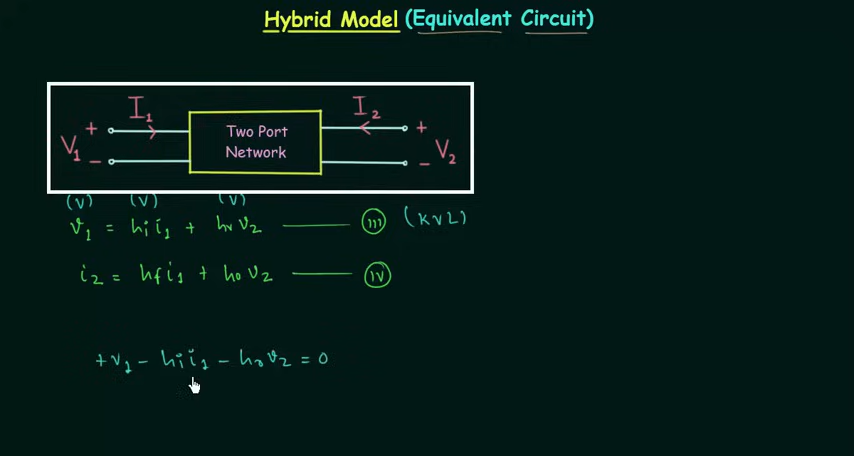 Hybrid Model (Equivalent Circuit)
I1 I2
+ Two Port +
V1 Network V2
- -
(V) (V) (V)
v1 = hi i1 + hr v2 —— (III) (KVL)
i2 = hf i1 + ho v2 —— (IV)
+v1 - hi i1 - ho v2 = 0